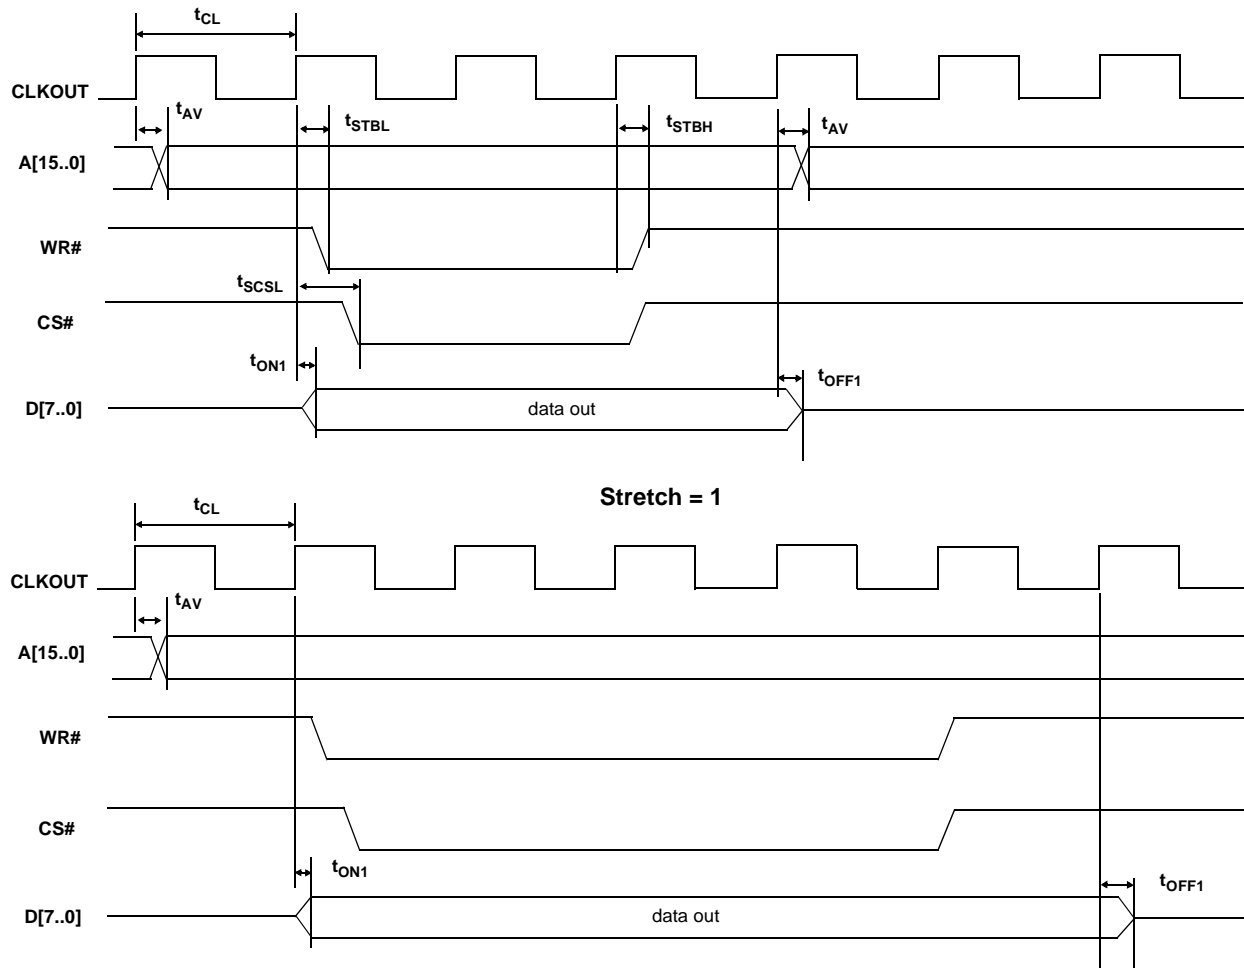 tCL
CLKOUT
tAV
tSTBL
tSTBH
tAV
A[15..0]
WR#
tSCSL
CS#
tON1
tOFF1
D[7..0]
data out
Stretch = 1
tCL
CLKOUT
tAV
A[15..0]
WR#
CS#
tON1
tOFF1
D[7..0]
data out